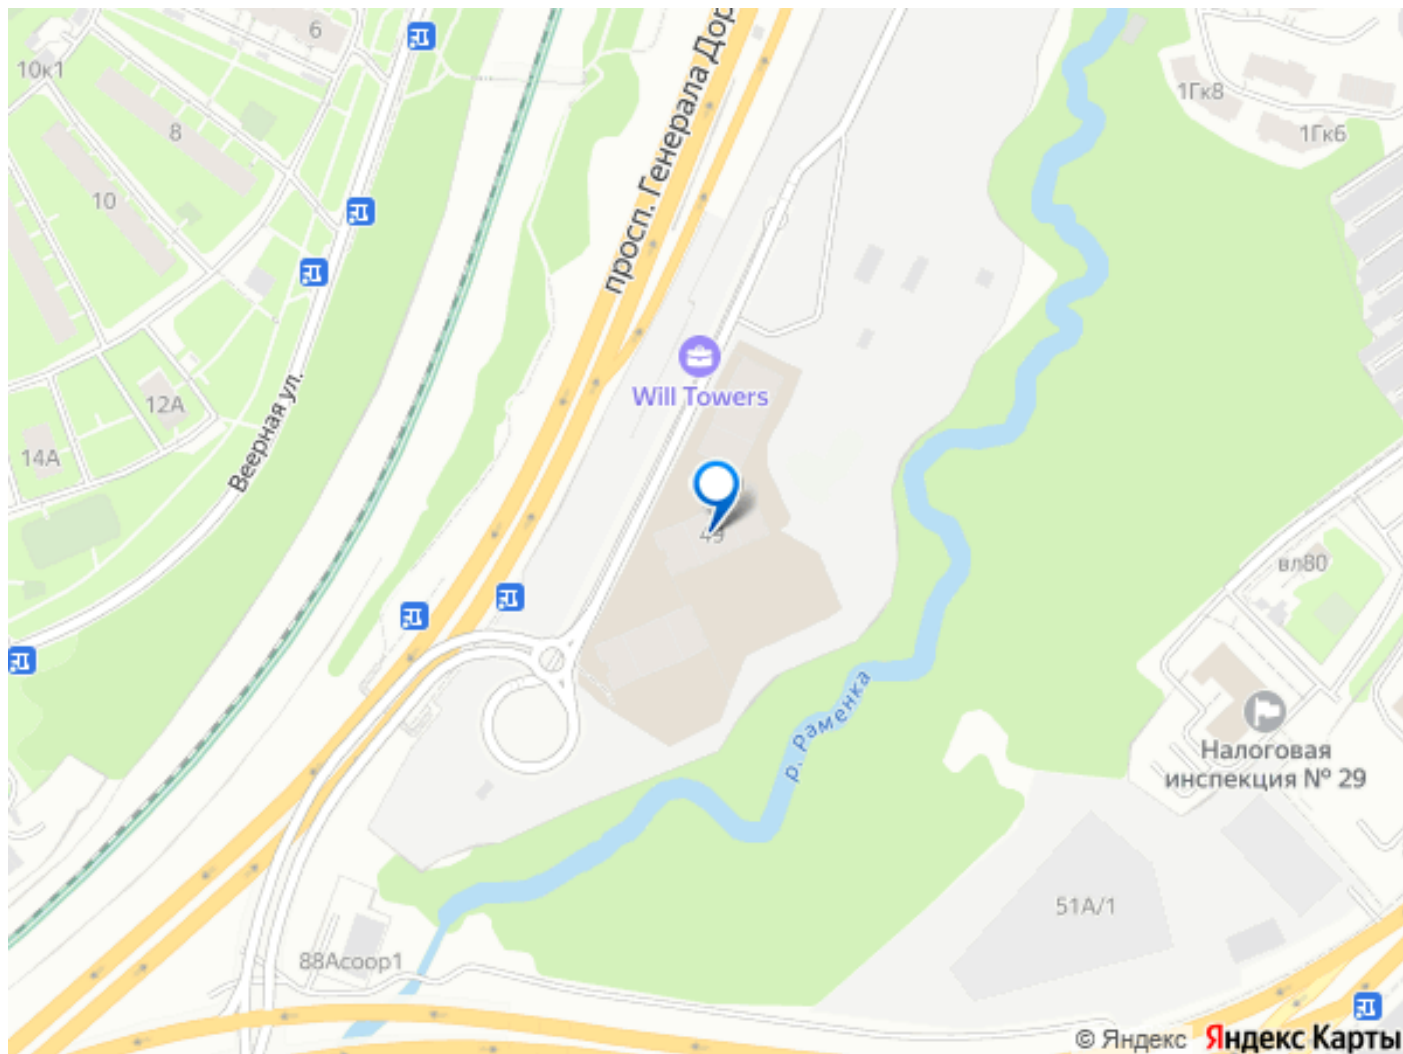 6
10к1
8
1Гк8
1Гк6
10
просп. Генерала Дор
12А
Will Towers
14А
Веерная ул.
49
вл80
р. Раменка
Налоговая
инспекция № 29
51А/1
88Асоор1
© Яндекс Яндекс Карты